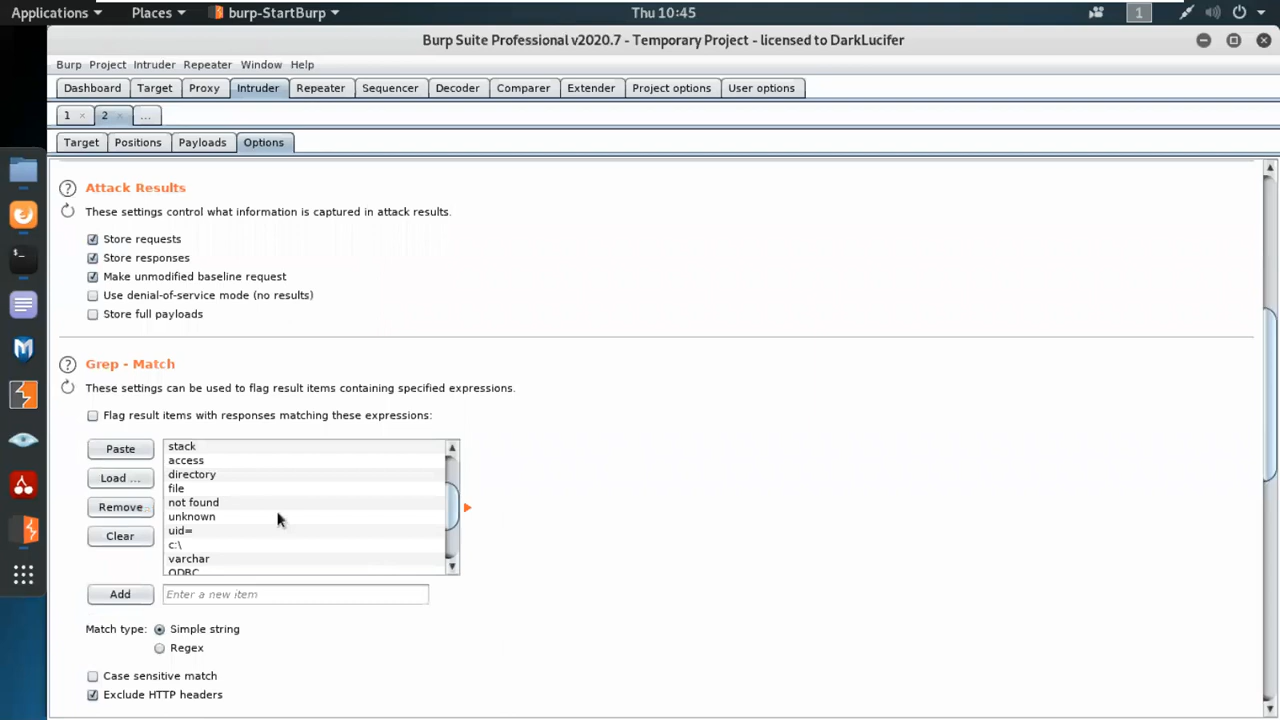 Applications Places burp-StartBurp Thu 10:45 1
Burp Suite Professional v2020.7 - Temporary Project - licensed to DarkLucifer
Burp Project Intruder Repeater Window Help
Dashboard Target Proxy Intruder Repeater Sequencer Decoder Comparer Extender Project options User options
1 × 2 × ...
Target Positions Payloads Options
? Attack Results
These settings control what information is captured in attack results.
Store requests
Store responses
Make unmodified baseline request
Use denial-of-service mode (no results)
Store full payloads
? Grep - Match
These settings can be used to flag result items containing specified expressions.
Flag result items with responses matching these expressions:
Paste
Load ...
Remove
Clear
stack
access
directory
file
not found
unknown
uid=
c:\
varchar
ODBC
Add Enter a new item
Match type: Simple string
Regex
Case sensitive match
Exclude HTTP headers